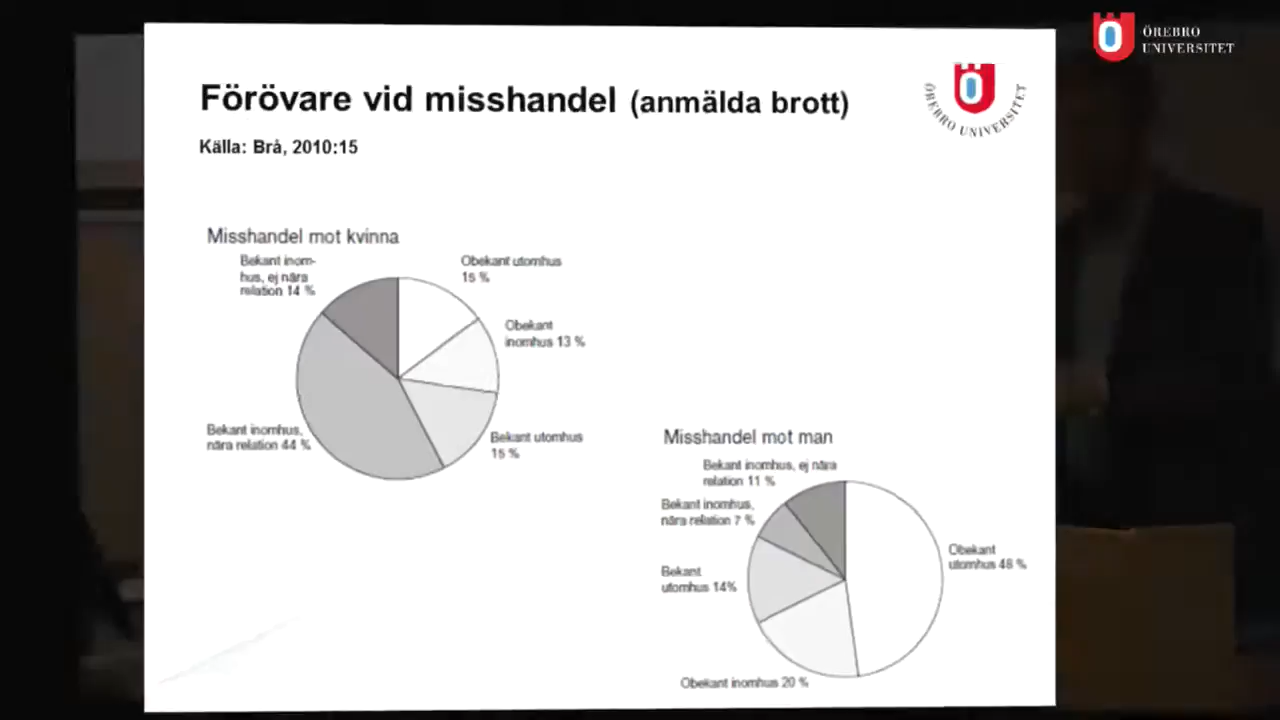 ÖREBRO
UNIVERSITET
Förövare vid misshandel (anmälda brott)
ÖREBRO UNIVERSITET
Källa: Brå, 2010:15
Misshandel mot kvinna
Bekant inom-
hus, ej nära
relation 14 %
Obekant utomhus
15 %
Obekant
inomhus 13 %
Bekant inomhus,
nära relation 44 %
Bekant utomhus
15 %
Misshandel mot man
Bekant inomhus, ej nära
relation 11 %
Bekant inomhus,
nära relation 7 %
Obekant
utomhus 48 %
Bekant
utomhus 14%
Obekant inomhus 20 %